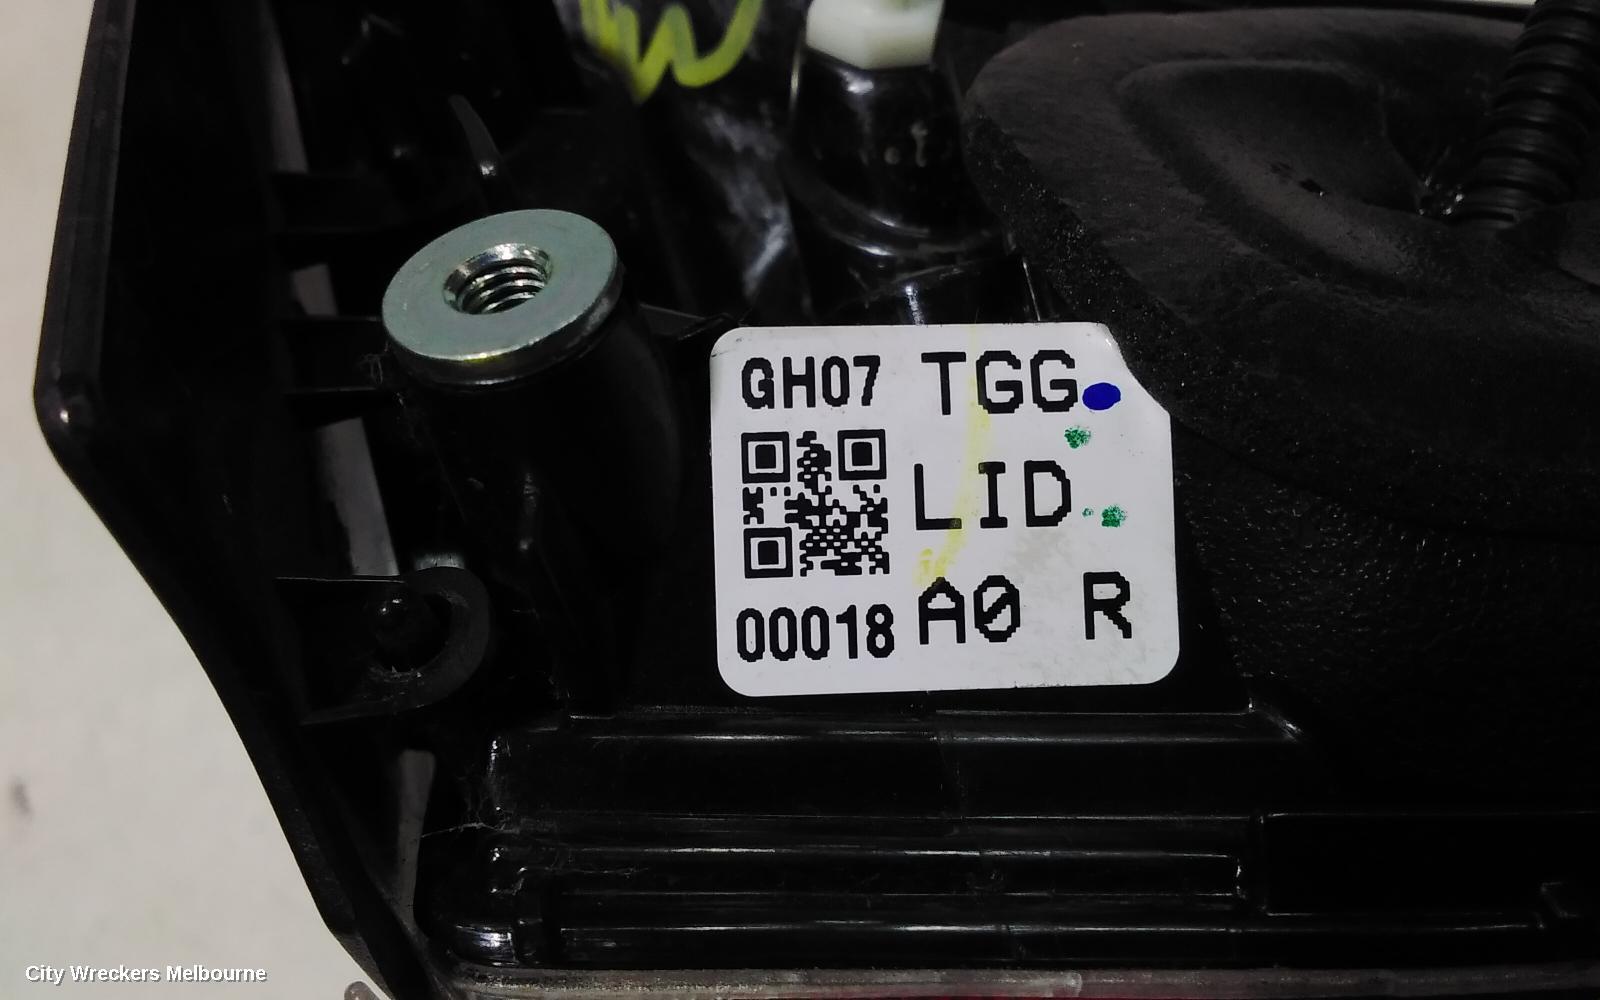 GH07 TGG
LID
00018 A0 R
City Wreckers Melbourne